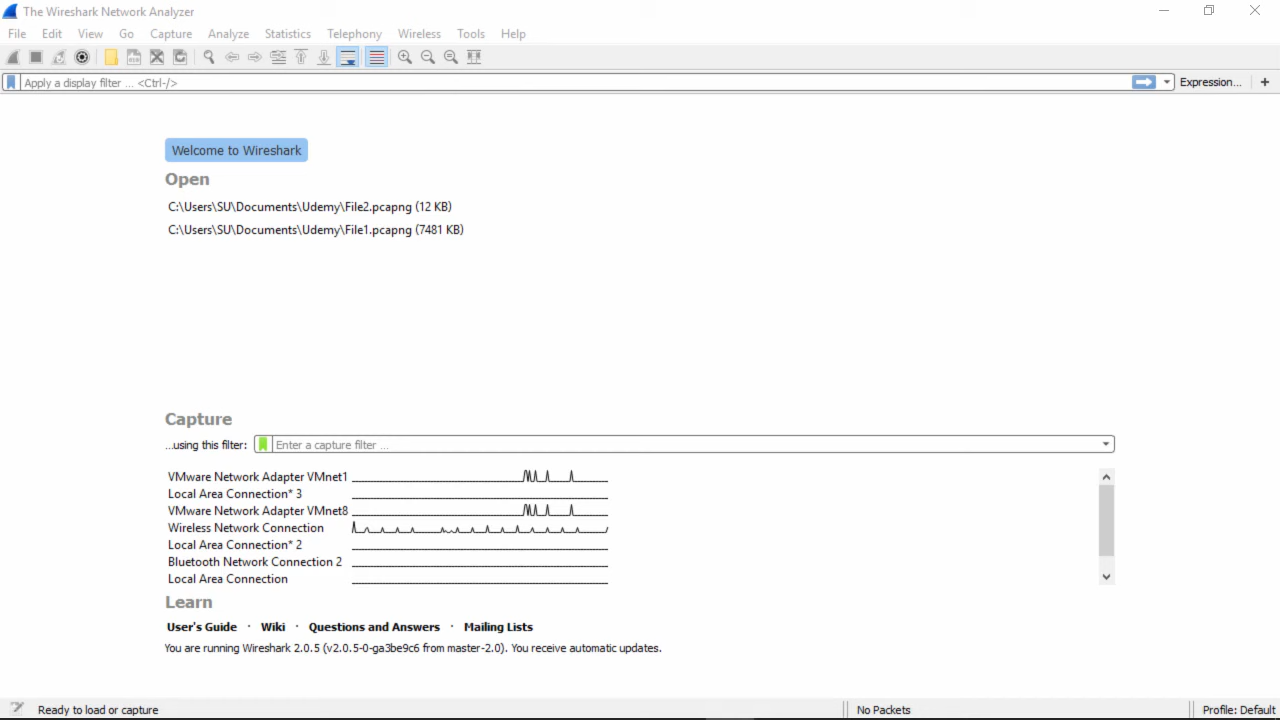 The Wireshark Network Analyzer
File Edit View Go Capture Analyze Statistics Telephony Wireless Tools Help
Apply a display filter ... <Ctrl-/> Expression... +
Welcome to Wireshark
Open
C:\Users\SU\Documents\Udemy\File2.pcapng (12 KB)
C:\Users\SU\Documents\Udemy\File1.pcapng (7481 KB)
Capture
...using this filter: Enter a capture filter ...
VMware Network Adapter VMnet1
Local Area Connection* 3
VMware Network Adapter VMnet8
Wireless Network Connection
Local Area Connection* 2
Bluetooth Network Connection 2
Local Area Connection
Learn
User's Guide · Wiki · Questions and Answers · Mailing Lists
You are running Wireshark 2.0.5 (v2.0.5-0-ga3be9c6 from master-2.0). You receive automatic updates.
Ready to load or capture No Packets Profile: Default